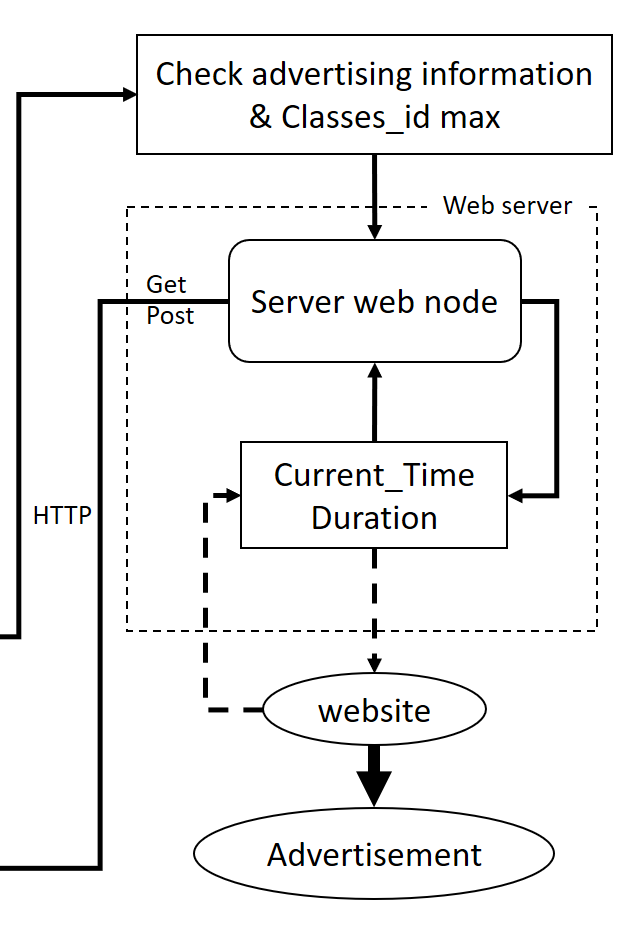 Check advertising information
& Classes_id max
Web server
Get
Post
Server web node
Current_Time
Duration
HTTP
website
Advertisement